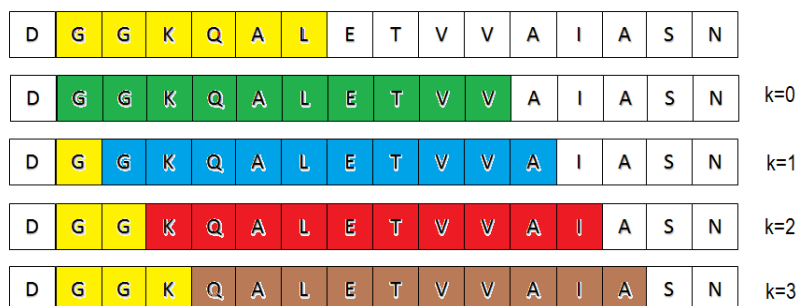 D G G K Q A L E T V V A I A S N
D G G K Q A L E T V V A I A S N k=0
D G G K Q A L E T V V A I A S N k=1
D G G K Q A L E T V V A I A S N k=2
D G G K Q A L E T V V A I A S N k=3